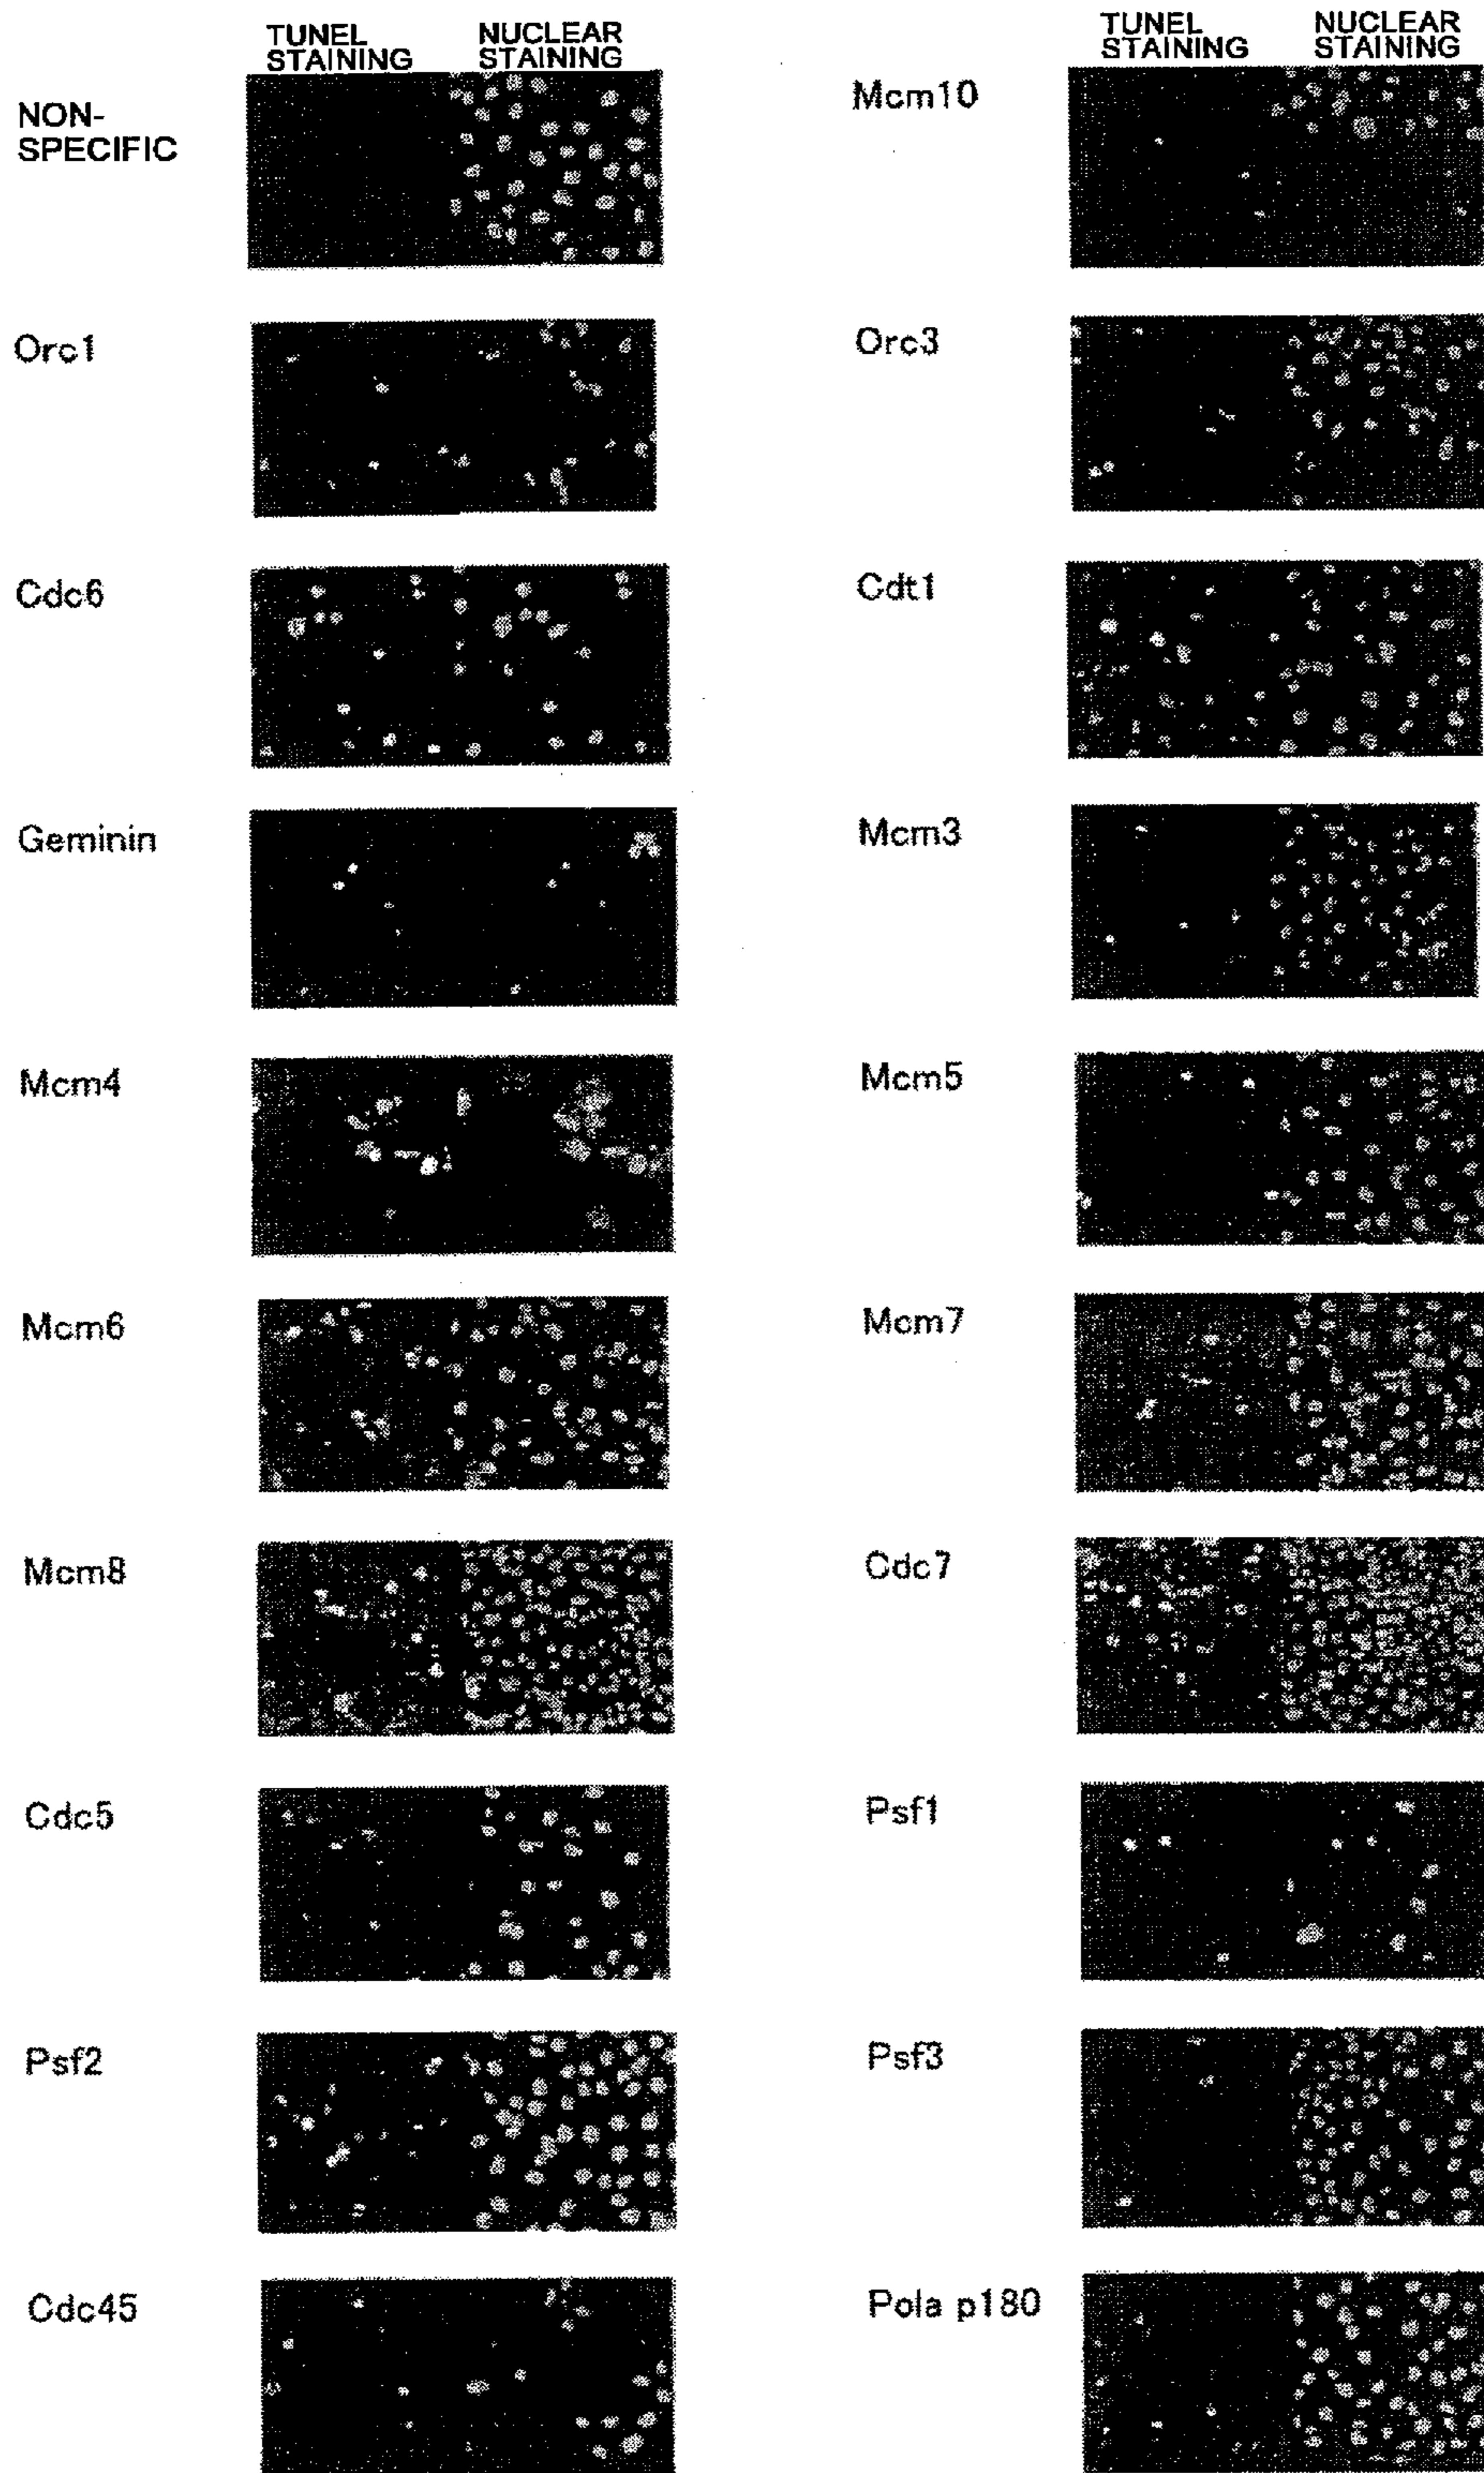 TUNEL
STAINING
NUCLEAR
STAINING
TUNEL
STAINING
NUCLEAR
STAINING
NON-
SPECIFIC
Mcm10
Orc1
Orc3
Cdc6
Cdt1
Geminin
Mcm3
Mcm4
Mcm5
Mcm6
Mcm7
Mcm8
Cdc7
Cdc5
Psf1
Psf2
Psf3
Cdc45
Pola p180